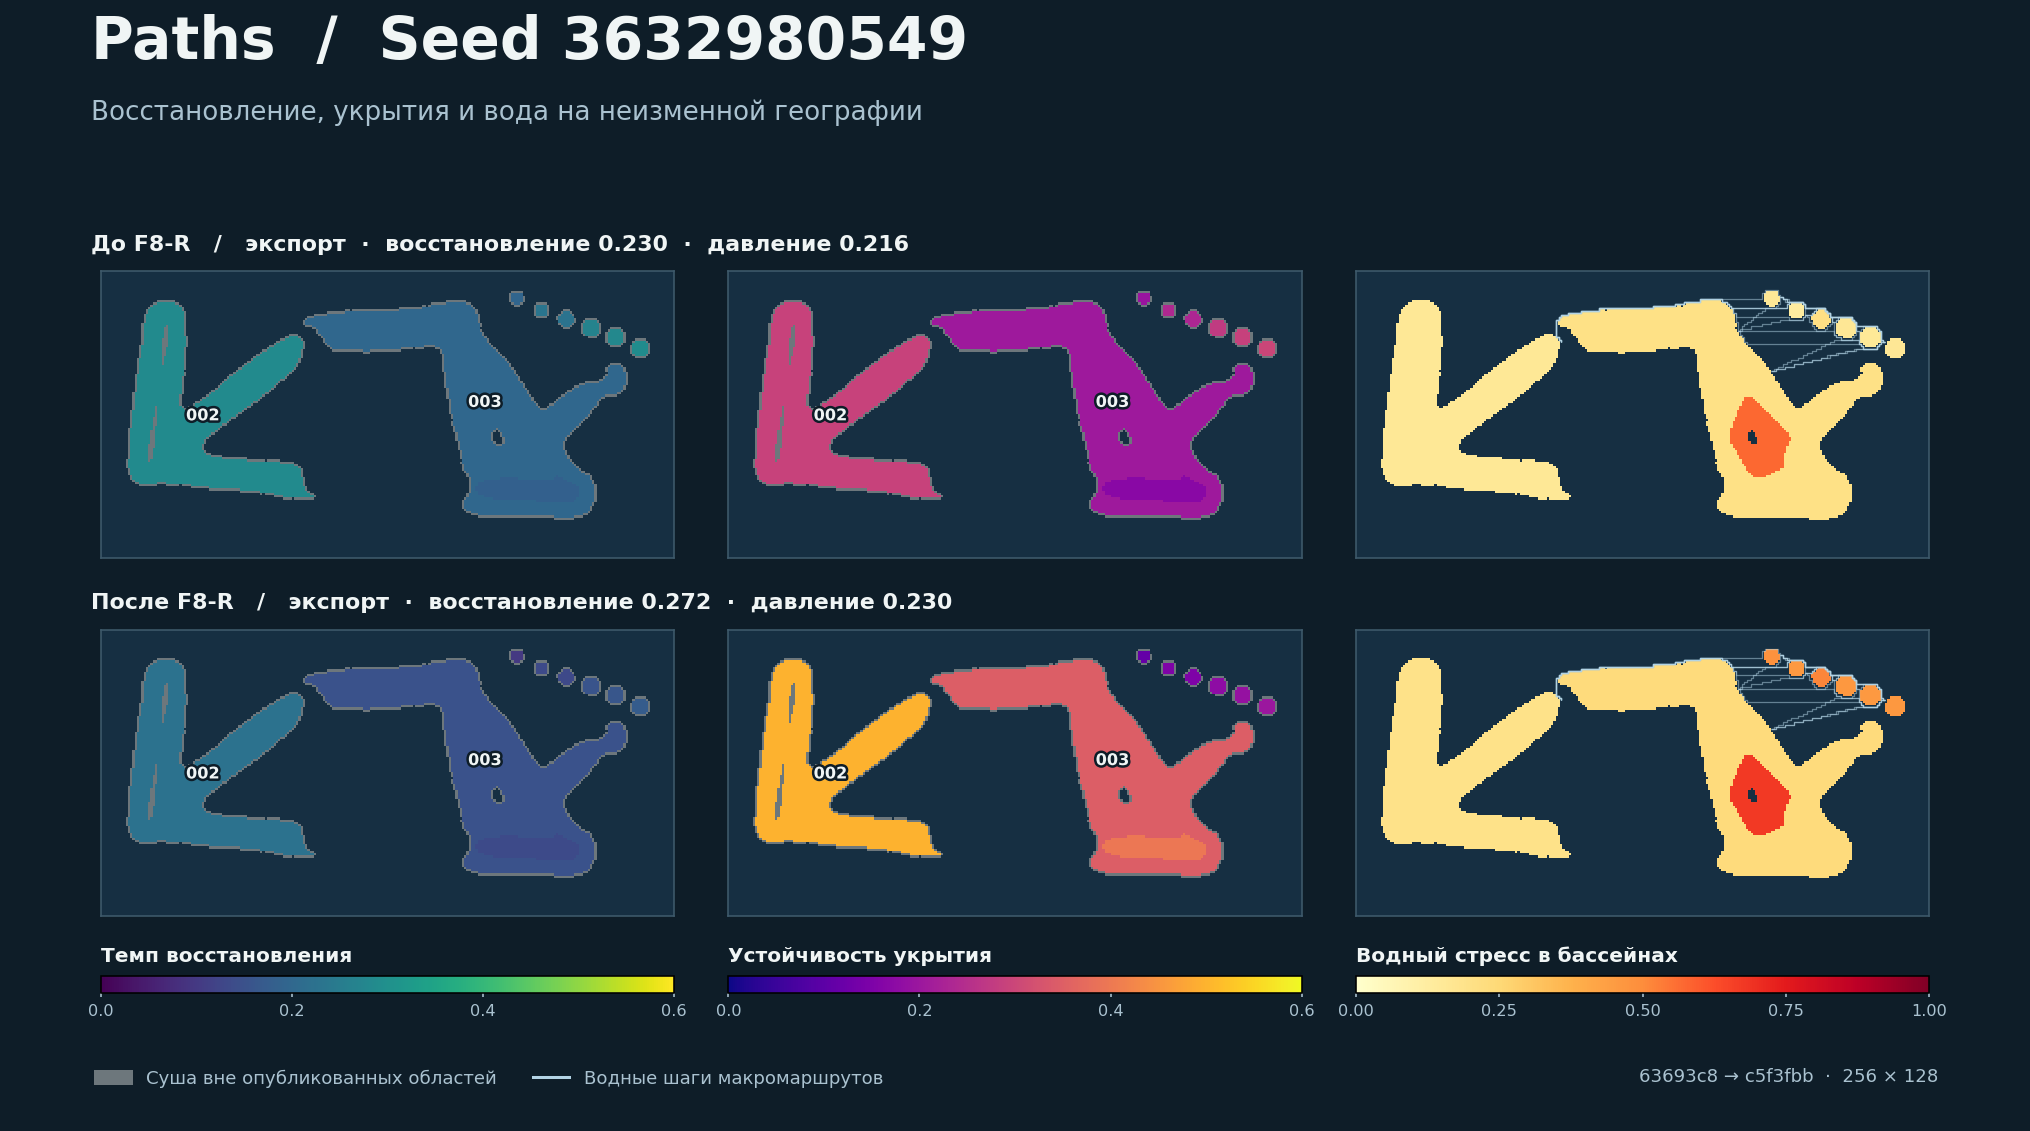 Paths / Seed 3632980549
Восстановление, укрытия и вода на неизменной географии
До F8-R / экспорт · восстановление 0.230 · давление 0.216
002 003 002 003
После F8-R / экспорт · восстановление 0.272 · давление 0.230
002 003 002 003
Темп восстановления Устойчивость укрытия Водный стресс в бассейнах
0.0 0.2 0.4 0.6 0.0 0.2 0.4 0.6 0.00 0.25 0.50 0.75 1.00
Суша вне опубликованных областей Водные шаги макромаршрутов 63693c8 → c5f3fbb · 256 × 128